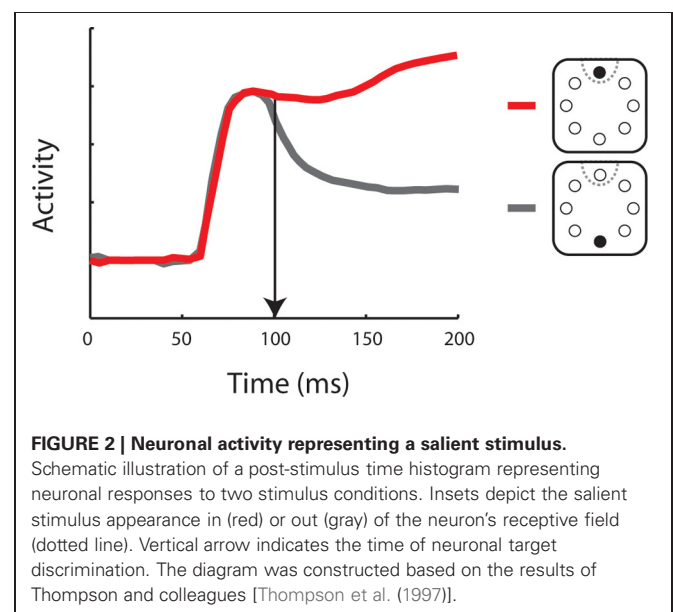 Activity
0
50
100
150
200
Time (ms)
FIGURE 2 | Neuronal activity representing a salient stimulus.
Schematic illustration of a post-stimulus time histogram representing
neuronal responses to two stimulus conditions. Insets depict the salient
stimulus appearance in (red) or out (gray) of the neuron’s receptive field
(dotted line). Vertical arrow indicates the time of neuronal target
discrimination. The diagram was constructed based on the results of
Thompson and colleagues [Thompson et al. (1997)].